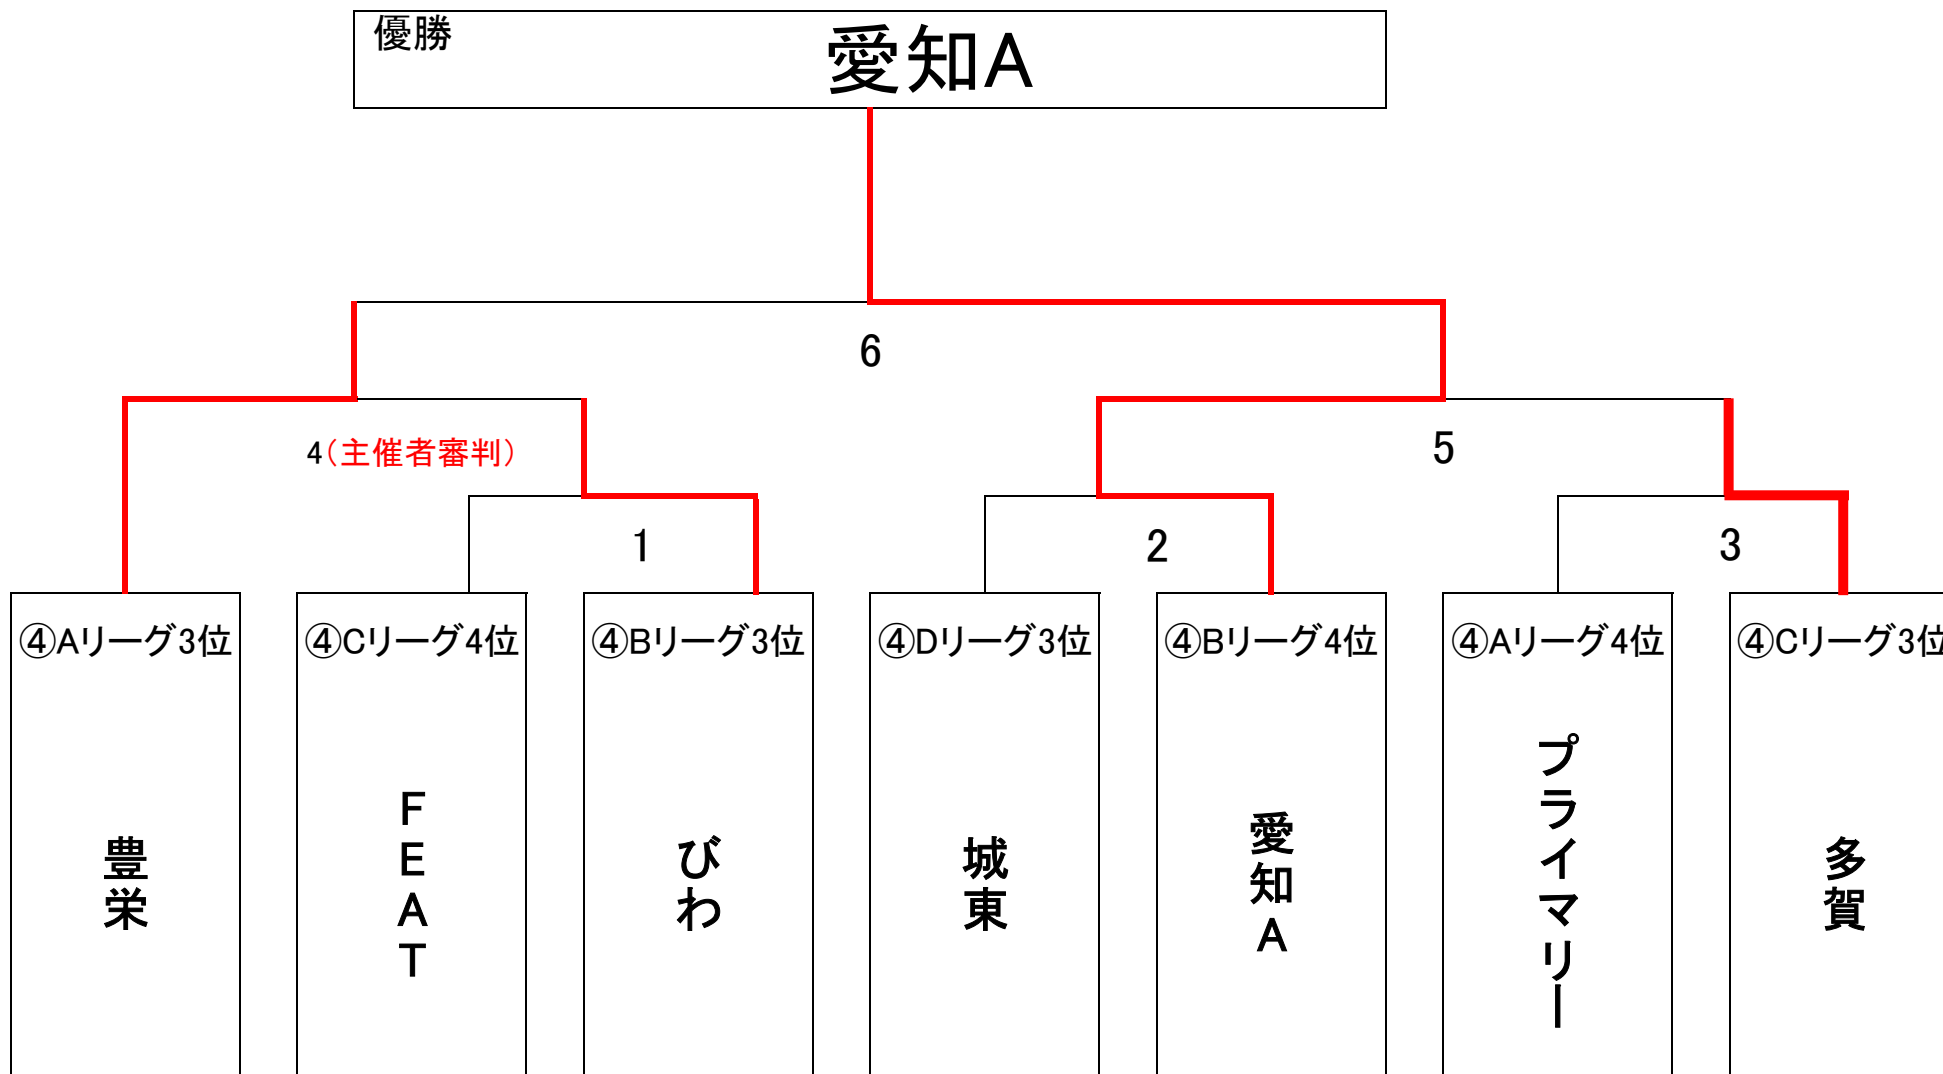 優勝
愛知A
6
4(主催者審判)
5
1
2
3
④Aリーグ3位
④Cリーグ4位
④Bリーグ3位
④Dリーグ3位
④Bリーグ4位
④Aリーグ4位
④Cリーグ3位
豊栄
FEAT
びわ
城東
愛知A
プライマリー
多賀